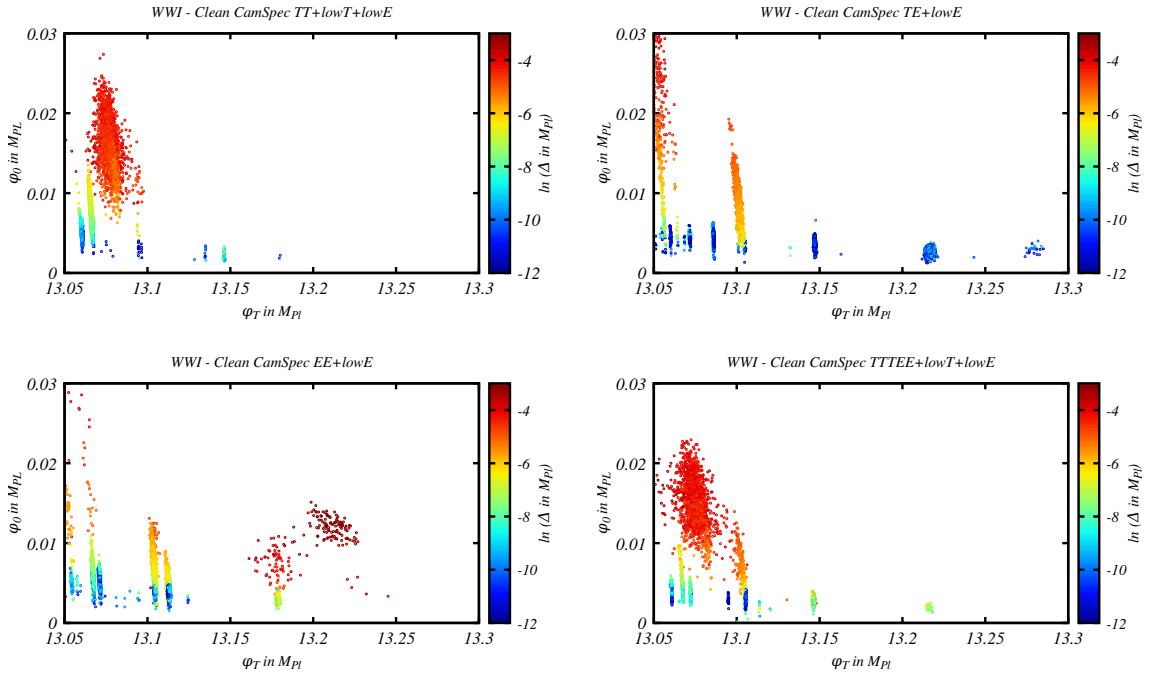 WWI - Clean CamSpec TT+lowT+lowE
0.03
0.02
0.01
0
φ0 in MPL
13.05 13.1 13.15 13.2 13.25 13.3
φT in MPl
-4
-6
-8
-10
-12
ln (Δ in MPl)
WWI - Clean CamSpec TE+lowE
0.03
0.02
0.01
0
φ0 in MPL
13.05 13.1 13.15 13.2 13.25 13.3
φT in MPl
-4
-6
-8
-10
-12
ln (Δ in MPl)
WWI - Clean CamSpec EE+lowE
0.03
0.02
0.01
0
φ0 in MPL
13.05 13.1 13.15 13.2 13.25 13.3
φT in MPl
-4
-6
-8
-10
-12
ln (Δ in MPl)
WWI - Clean CamSpec TTTEE+lowT+lowE
0.03
0.02
0.01
0
φ0 in MPL
13.05 13.1 13.15 13.2 13.25 13.3
φT in MPl
-4
-6
-8
-10
-12
ln (Δ in MPl)